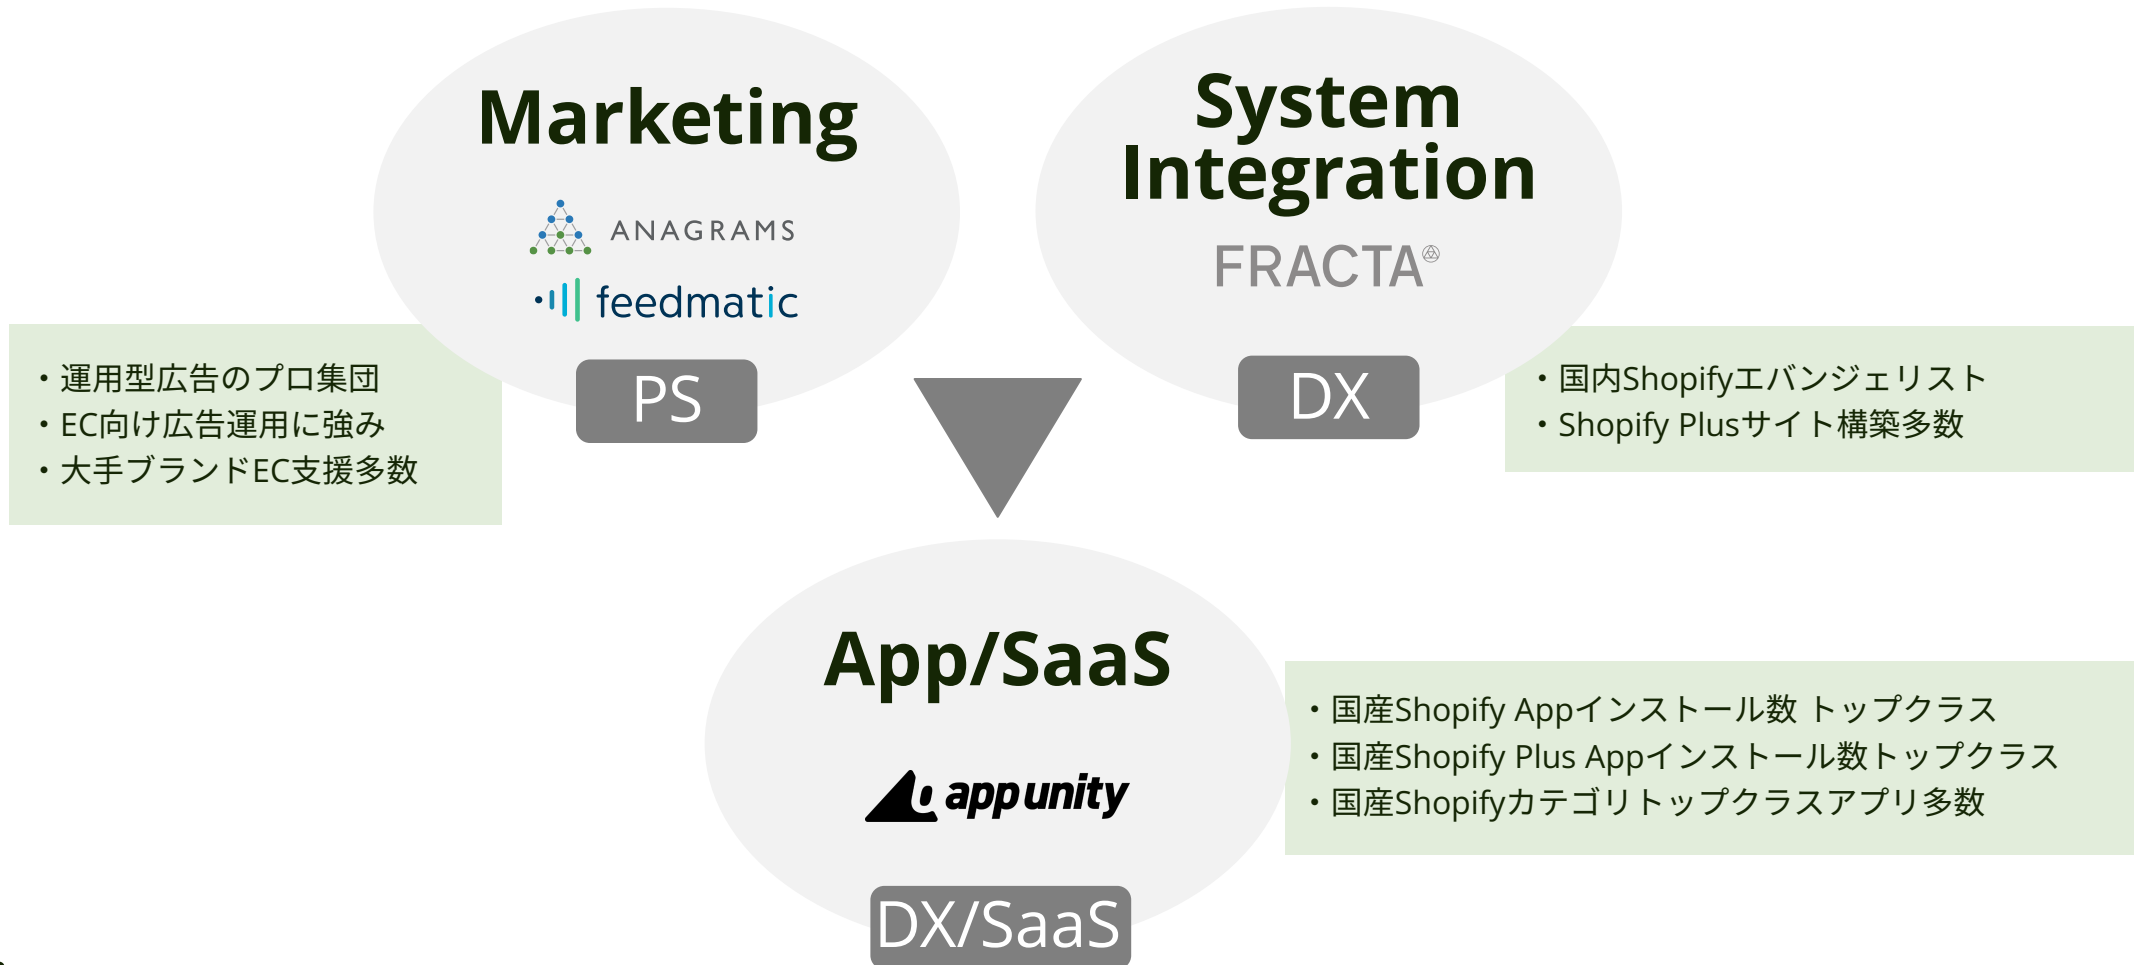 Marketing
ANAGRAMS
feedmatic
PS
・運用型広告のプロ集団
・EC向け広告運用に強み
・大手ブランドEC支援多数
System
Integration
FRACTA
DX
・国内Shopifyエバンジェリスト
・Shopify Plusサイト構築多数
App/SaaS
app unity
DX/SaaS
・国産Shopify Appインストール数 トップクラス
・国産Shopify Plus Appインストール数トップクラス
・国産Shopifyカテゴリトップクラスアプリ多数